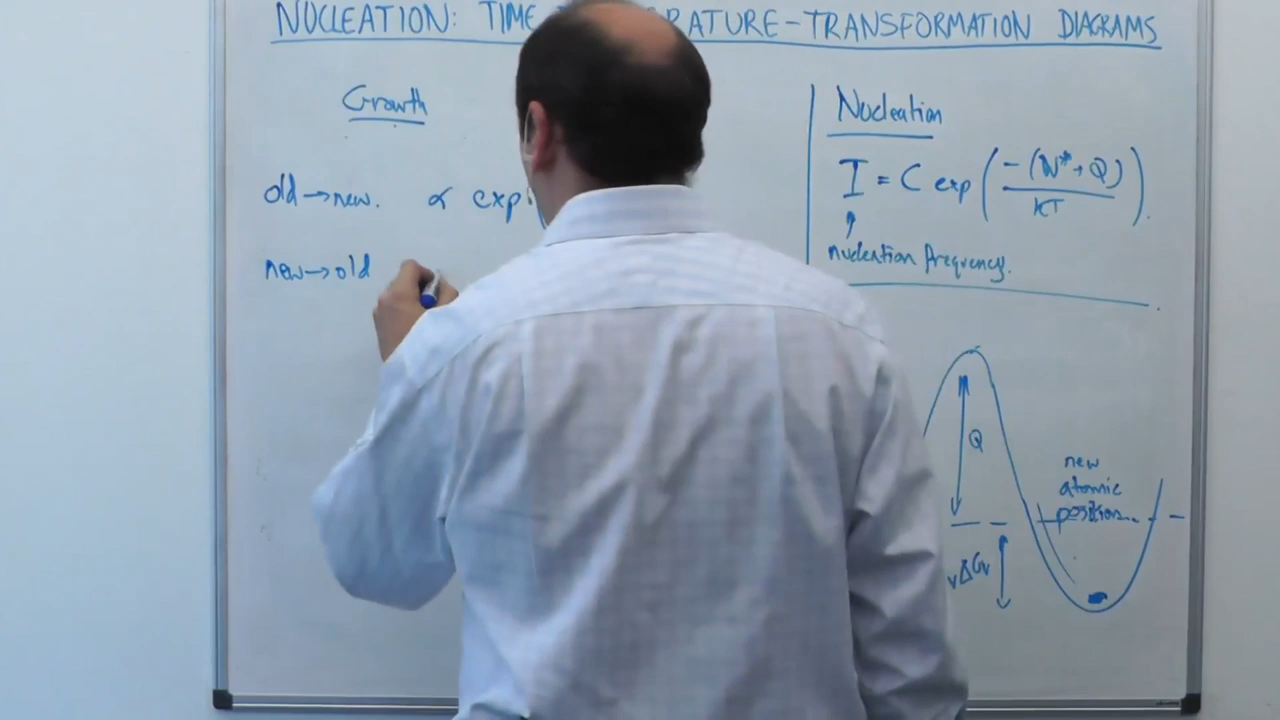 NUCLEATION: TIME RATURE-TRANSFORMATION DIAGRAMS
Growth
old → new. ∝ exp
new → old
Nucleation
I = C exp (-(W*+Q)/KT).
nucleation frequency.
Q
new
atomic
position
vΔGv